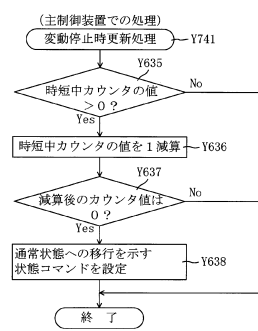 (主制御装置での処理)
変動停止時更新処理
Y741
Y635
時短中カウンタの値
>0?
No
Yes
Y636
時短中カウンタの値を1減算
Y637
減算後のカウンタ値は
0?
No
Yes
通常状態への移行を示す
状態コマンドを設定
Y638
終了